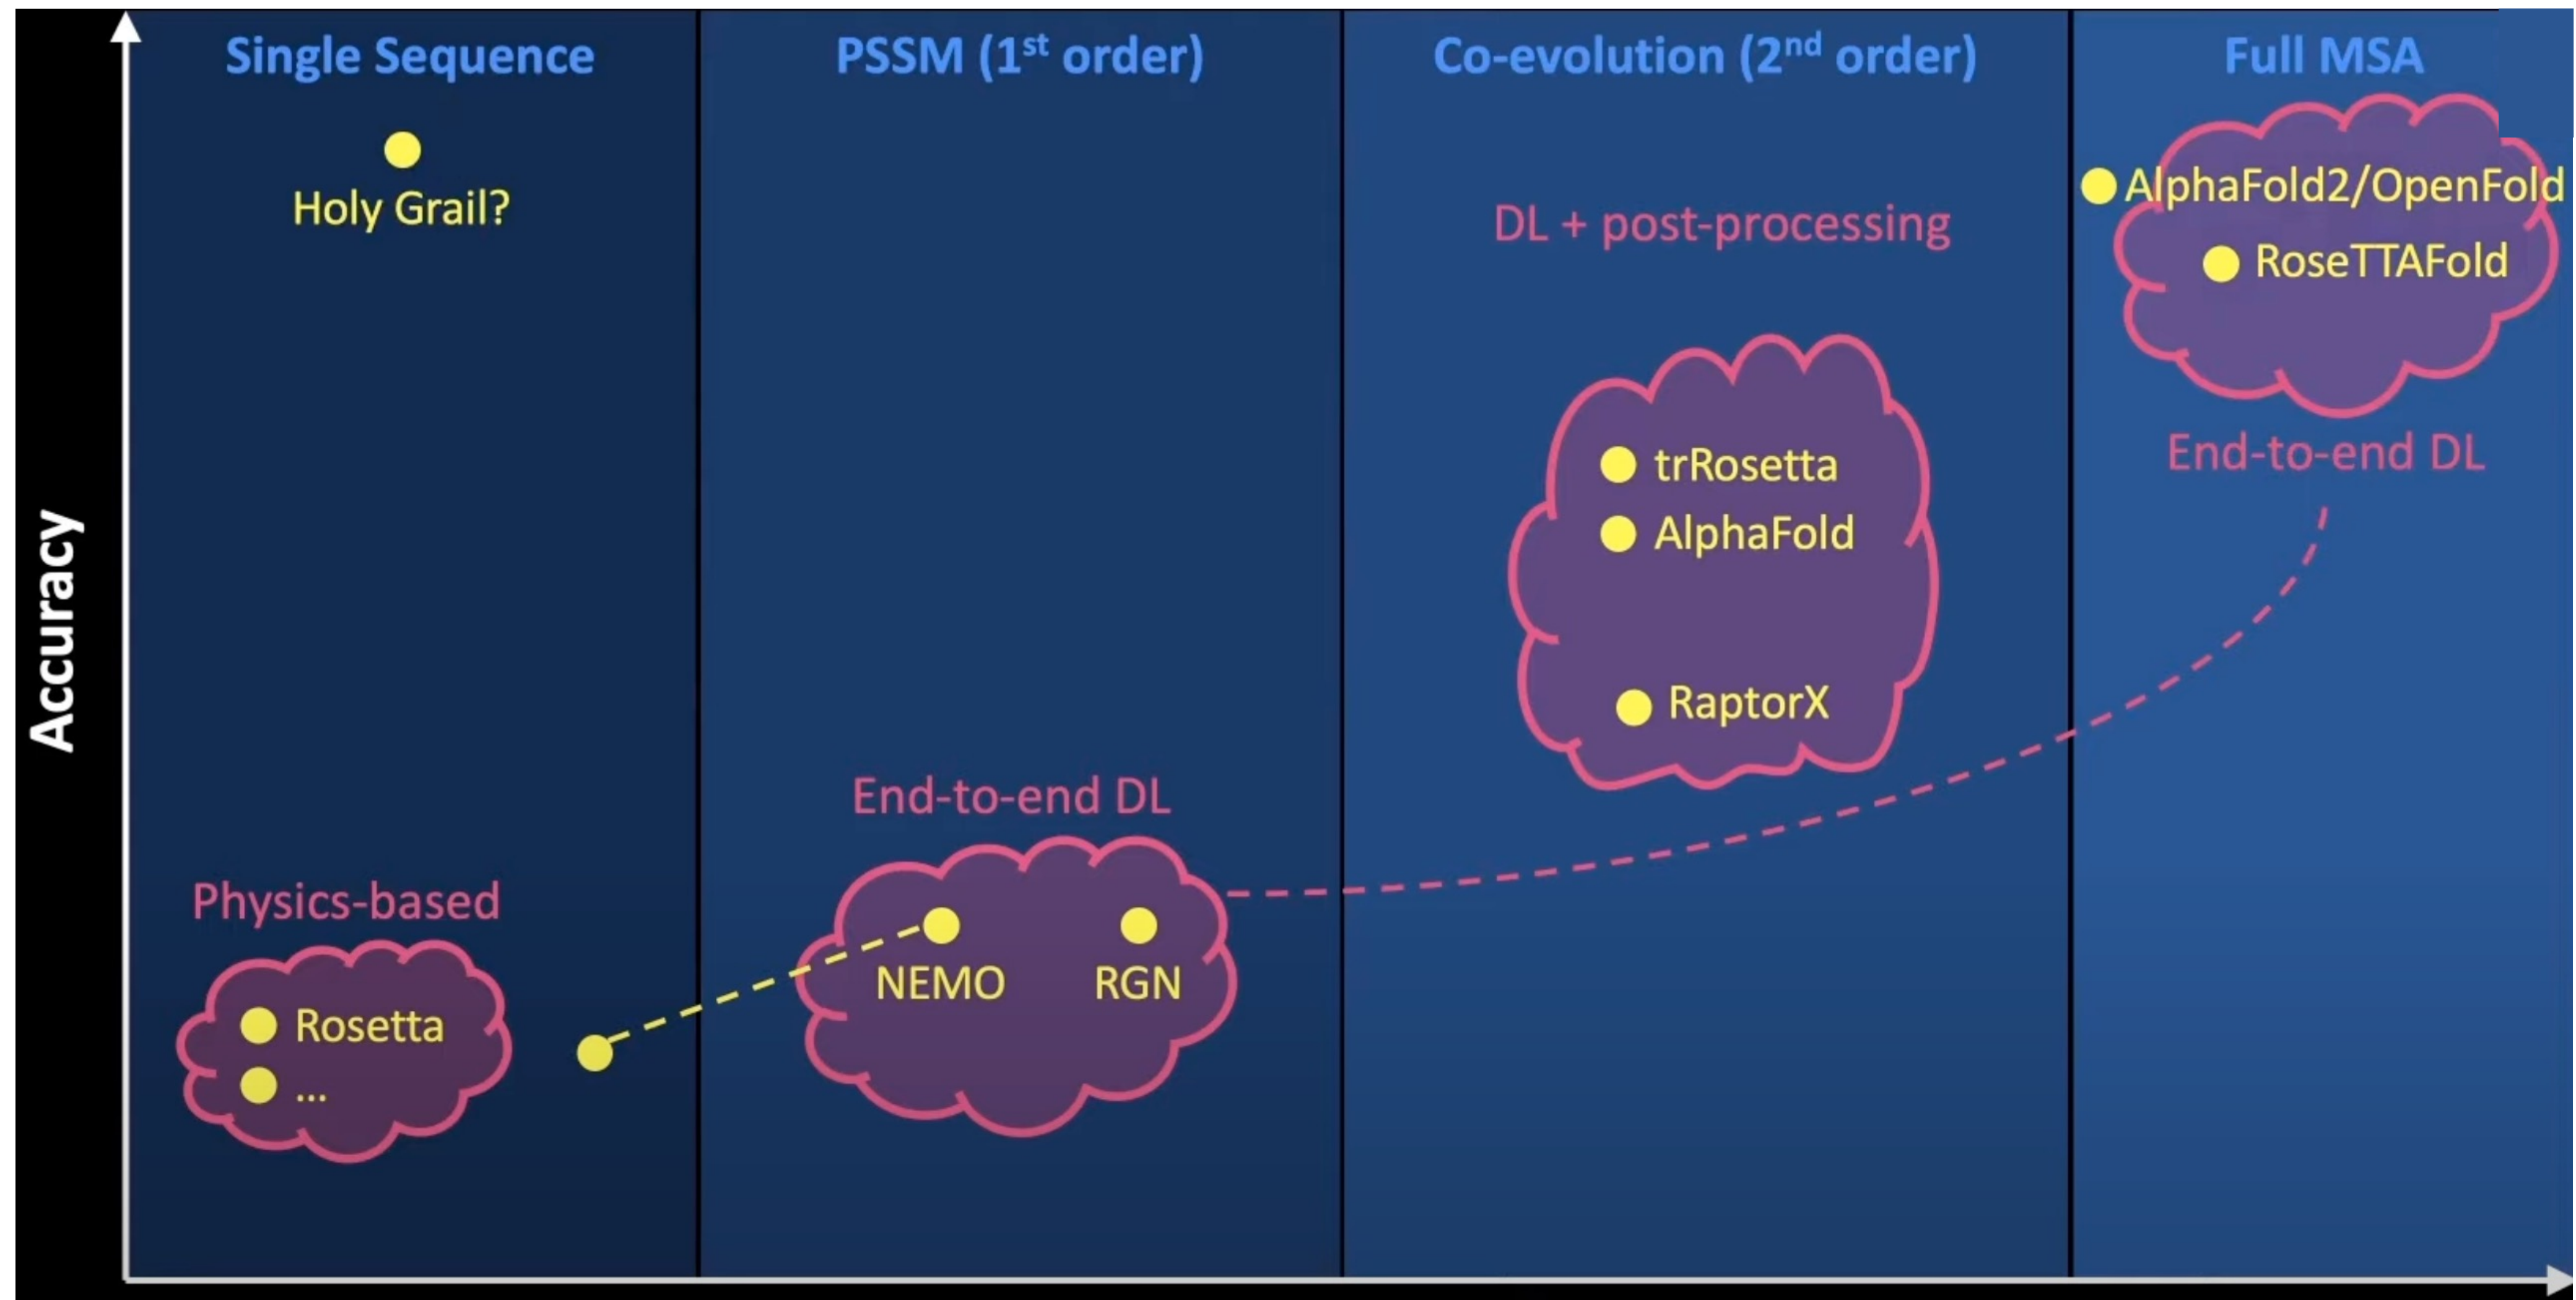 Single Sequence
PSSM (1st order)
Co-evolution (2nd order)
Full MSA
Holy Grail?
DL + post-processing
AlphaFold2/OpenFold
RoseTTAFold
End-to-end DL
trRosetta
AlphaFold
RaptorX
Accuracy
End-to-end DL
NEMO
RGN
Physics-based
Rosetta
...